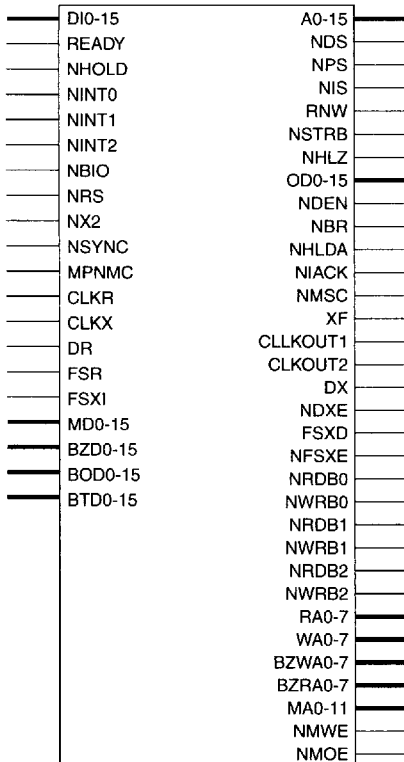 DI0-15
READY
NHOLD
NINT0
NINT1
NINT2
NBIO
NRS
NX2
NSYNC
MPNMC
CLKR
CLKX
DR
FSR
FSXI
MD0-15
BZD0-15
BOD0-15
BTD0-15
A0-15
NDS
NPS
NIS
RNW
NSTRB
NHLZ
OD0-15
NDEN
NBR
NHLDA
NIACK
NMSC
XF
CLLKOUT1
CLKOUT2
DX
NDXE
FSXD
NFSXE
NRDB0
NWRB0
NRDB1
NWRB1
NRDB2
NWRB2
RA0-7
WA0-7
BZWA0-7
BZRA0-7
MA0-11
NMWE
NMOE